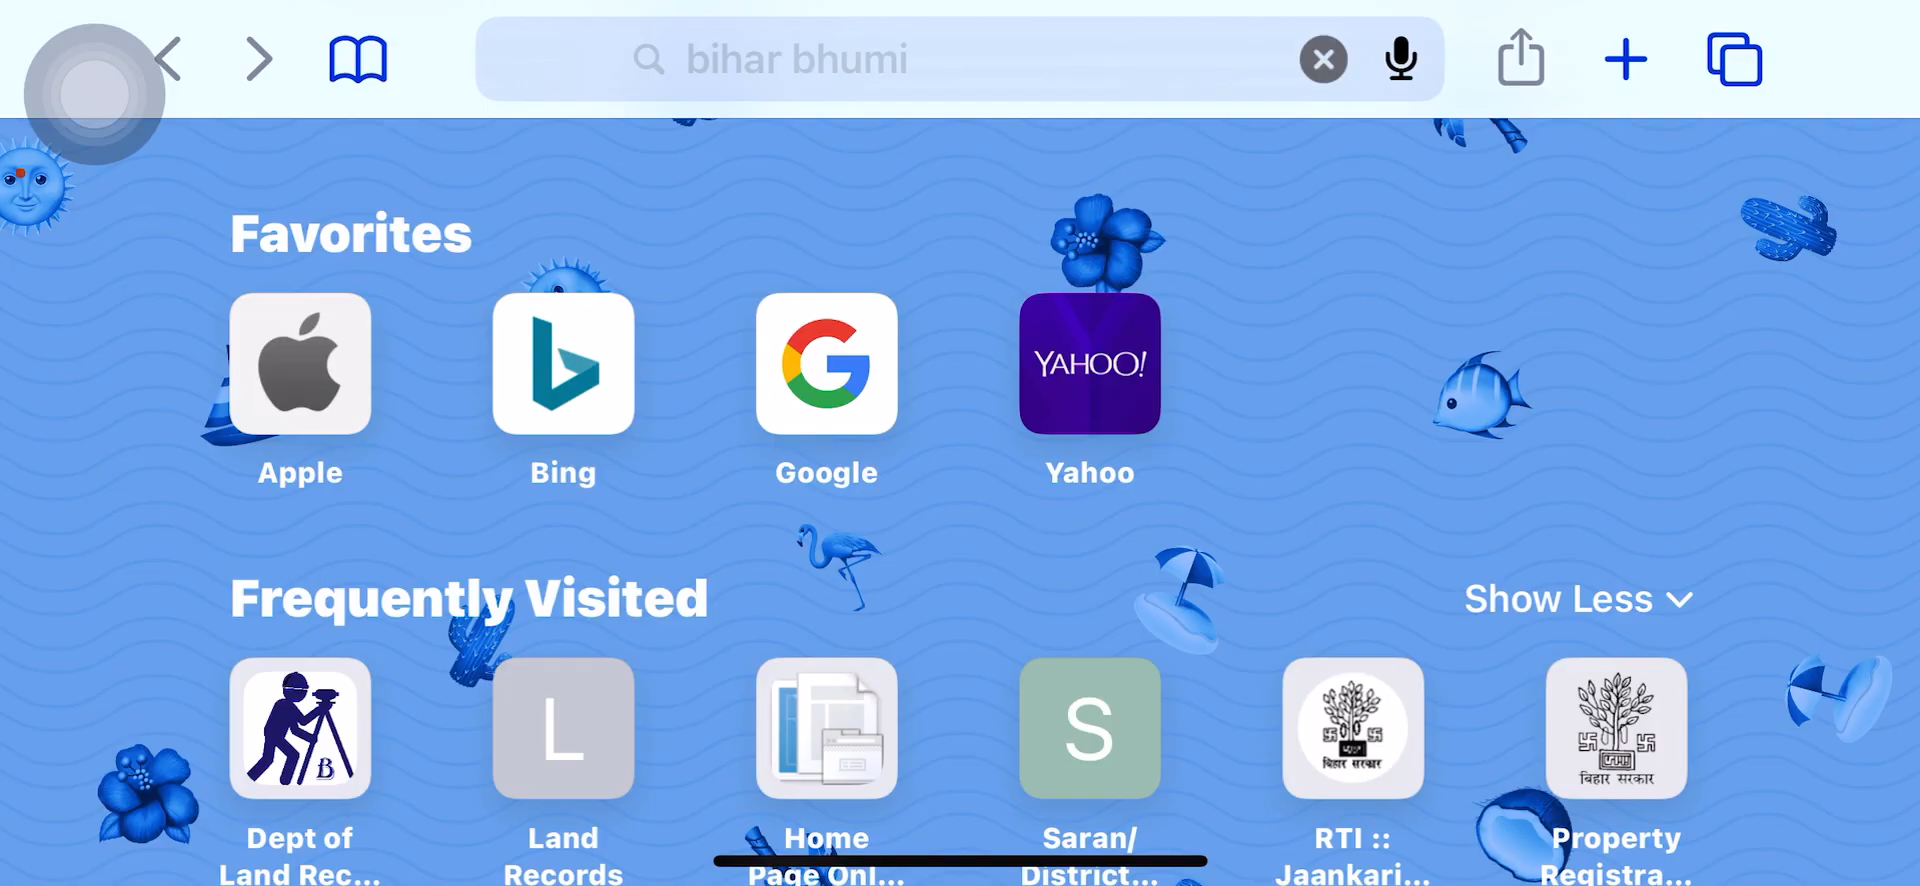 bihar bhumi
Favorites
YAHOO!
Apple
Bing
Google
Yahoo
Frequently Visited
Show Less
B
L
S
बिहार सरकार
बिहार सरकार
Dept of
Land Rec...
Land
Records
Home
Page Onl...
Saran/
District...
RTI ::
Jaankari...
Property
Registra...